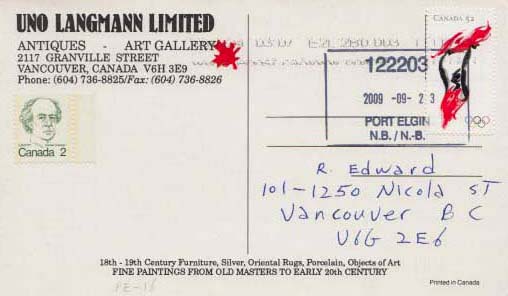 UNO LANGMANN LIMITED
ANTIQUES - ART GALLERY
2117 GRANVILLE STREET
VANCOUVER, CANADA V6H 3E9
Phone: (604) 736-8825/Fax: (604) 736-8826
Canada 2
CANADA 52
122203
2009 -09- 23
PORT ELGIN
N.B. / N.-B.
R. Edward
101-1250 Nicola ST
Vancouver BC
V6G 2E6
18th - 19th Century Furniture, Silver, Oriental Rugs, Porcelain, Objects of Art
FINE PAINTINGS FROM OLD MASTERS TO EARLY 20th CENTURY
Printed in Canada
PE-16